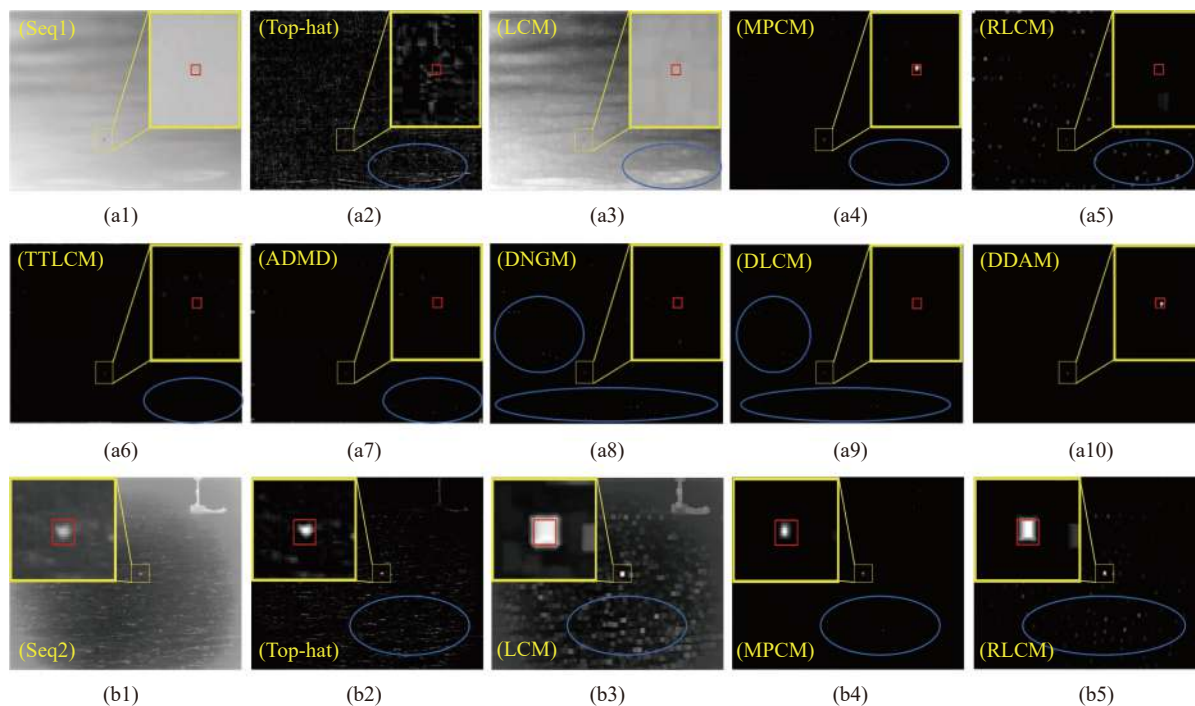 (Seq1) (Top-hat) (LCM) (MPCM) (RLCM)
(a1) (a2) (a3) (a4) (a5)
(TTLCM) (ADMD) (DNGM) (DLCM) (DDAM)
(a6) (a7) (a8) (a9) (a10)
(Seq2) (Top-hat) (LCM) (MPCM) (RLCM)
(b1) (b2) (b3) (b4) (b5)